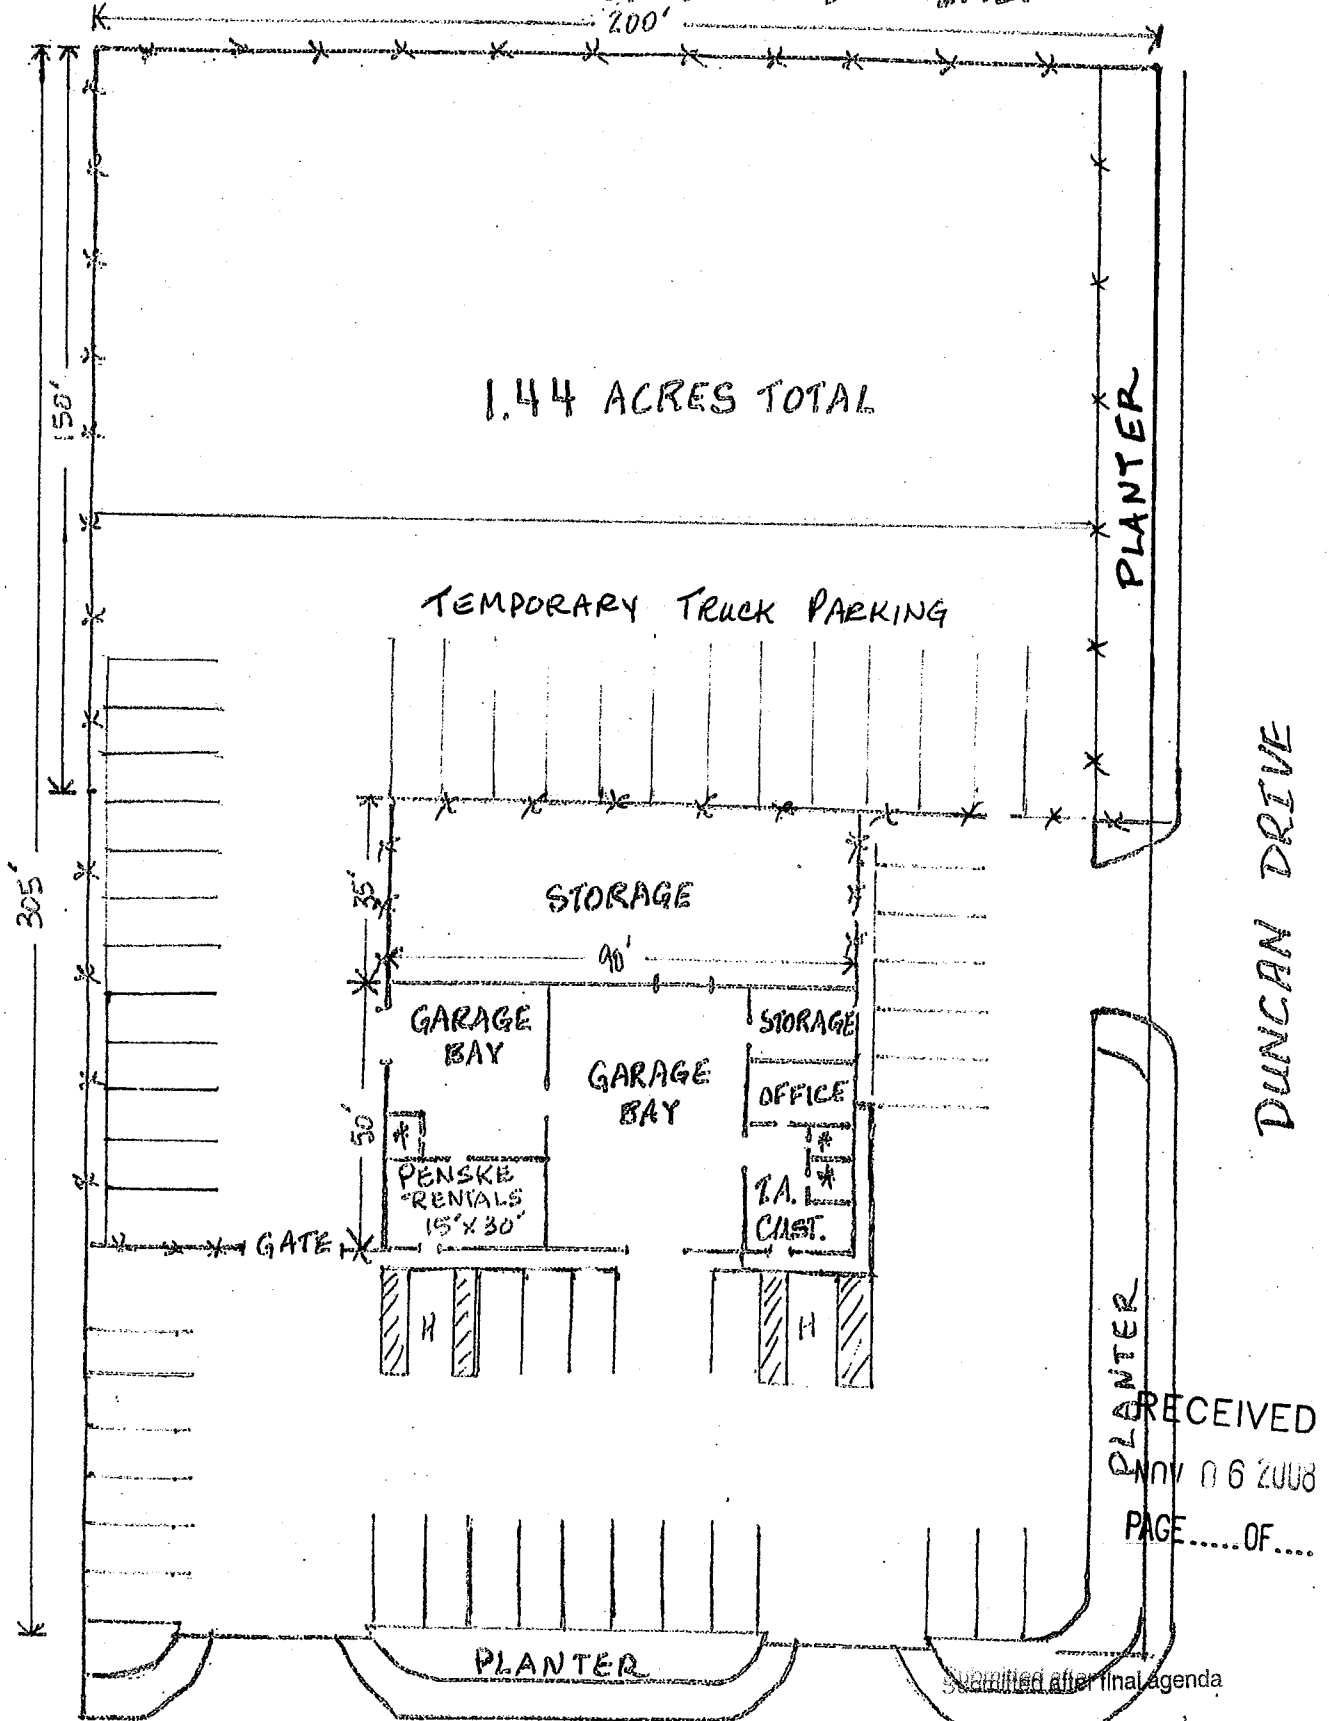 200'
150'
1.44 ACRES TOTAL
PLANTER
TEMPORARY TRUCK PARKING
DUNCAN DRIVE
305'
35'
STORAGE
90'
GARAGE
BAY
GARAGE
BAY
STORAGE
OFFICE
50'
*
*
*
PENSKE
RENTALS
15'X30'
T.A.
CUST.
GATE
H
H
PLANTER
RECEIVED
NOV 06 2008
PAGE.....OF....
PLANTER
Submitted after final agenda